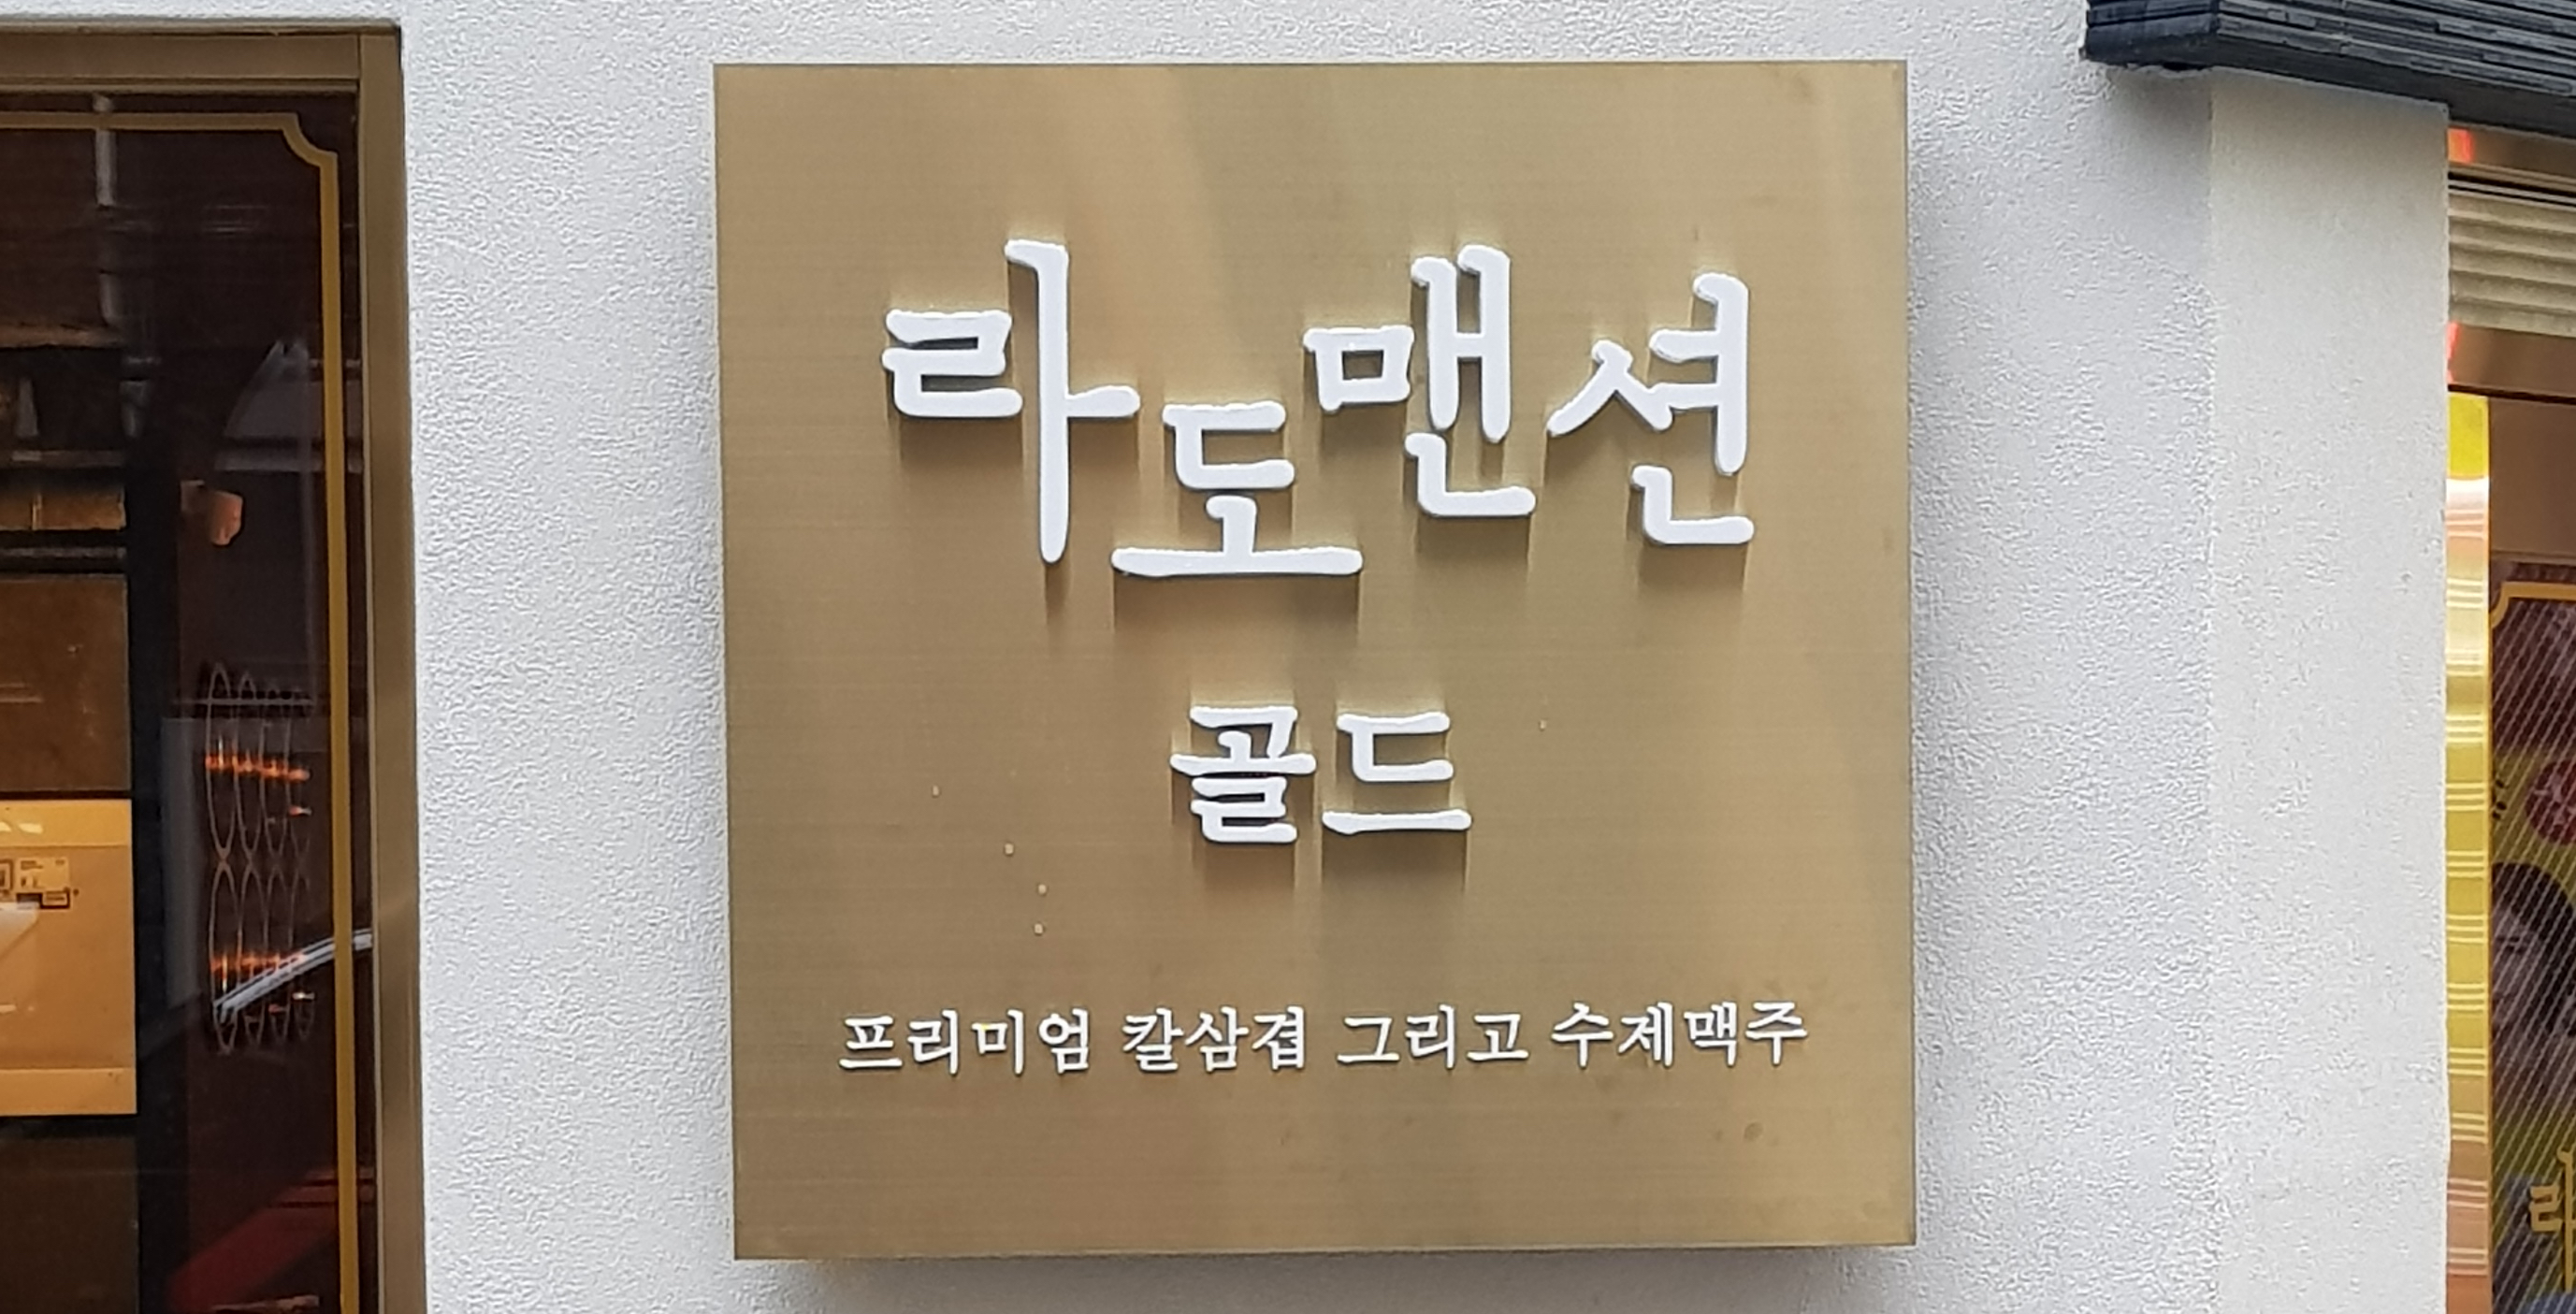 라도맨션
골드
프리미엄 칼삼겹 그리고 수제맥주